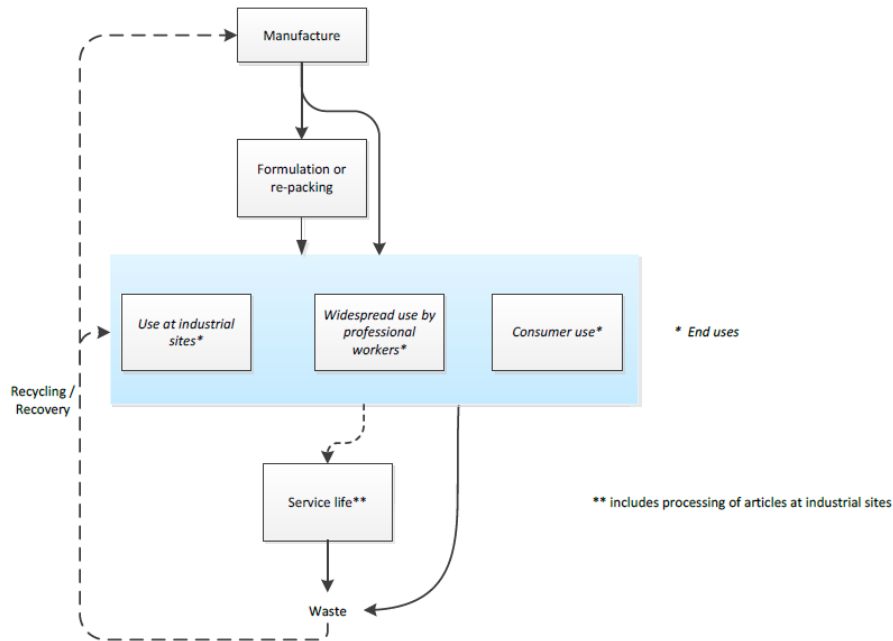 Manufacture
Formulation or
re-packing
Use at industrial
sites*
Widespread use by
professional
workers*
Consumer use*
* End uses
Recycling /
Recovery
Service life**
** includes processing of articles at industrial sites
Waste